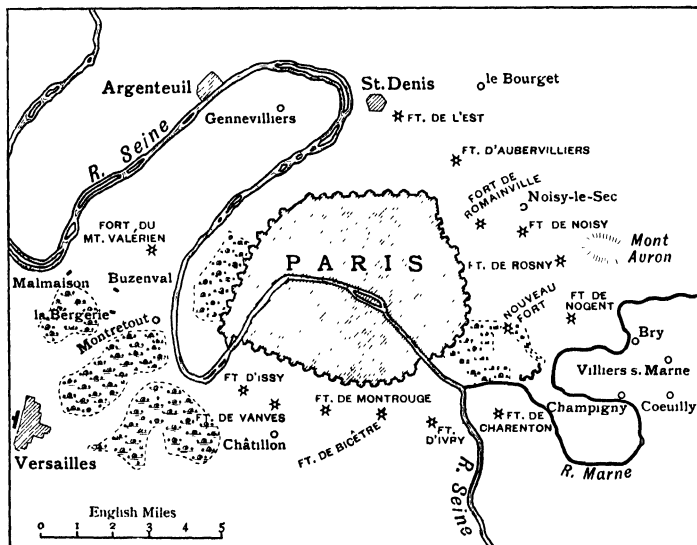 Argenteuil
St. Denis
le Bourget
Gennevilliers
FT. DE L'EST
R. Seine
FT. D'AUBERVILLIERS
FORT DE
ROMAINVILLE
Noisy-le-Sec
FORT DU
MT. VALÉRIEN
FT. DE NOISY
Mont
Auron
PARIS
FT. DE ROSNY
Malmaison
Buzenval
la Bergerie
Montretout
NOUVEAU
FORT
FT. DE
NOGENT
Bry
Villiers s. Marne
FT. D'ISSY
FT. DE MONTROUGE
Champigny
Coeuilly
FT. DE VANVES
FT. DE
CHARENTON
Châtillon
FT. DE BICÊTRE
FT.
D'IVRY
Versailles
R. Seine
R. Marne
English Miles
0 1 2 3 4 5